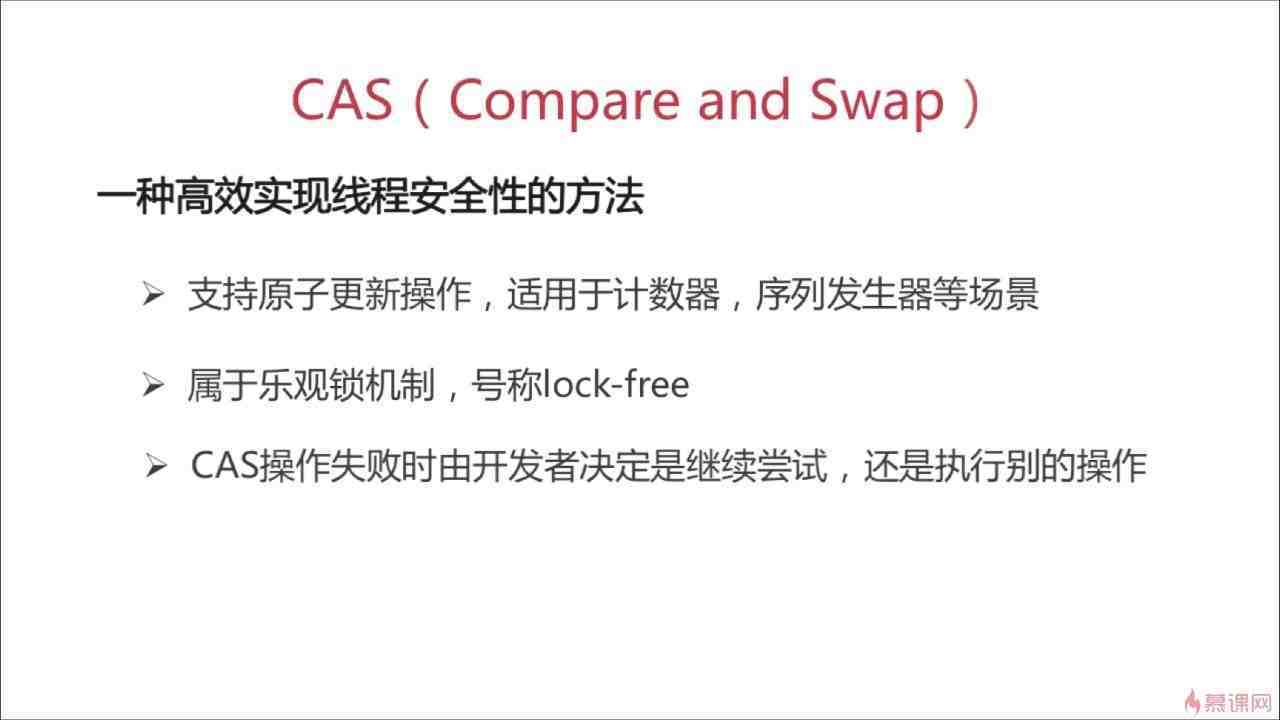 CAS（Compare and Swap）
一种高效实现线程安全性的方法
➢ 支持原子更新操作，适用于计数器，序列发生器等场景
➢ 属于乐观锁机制，号称lock-free
➢ CAS操作失败时由开发者决定是继续尝试，还是执行别的操作
慕课网